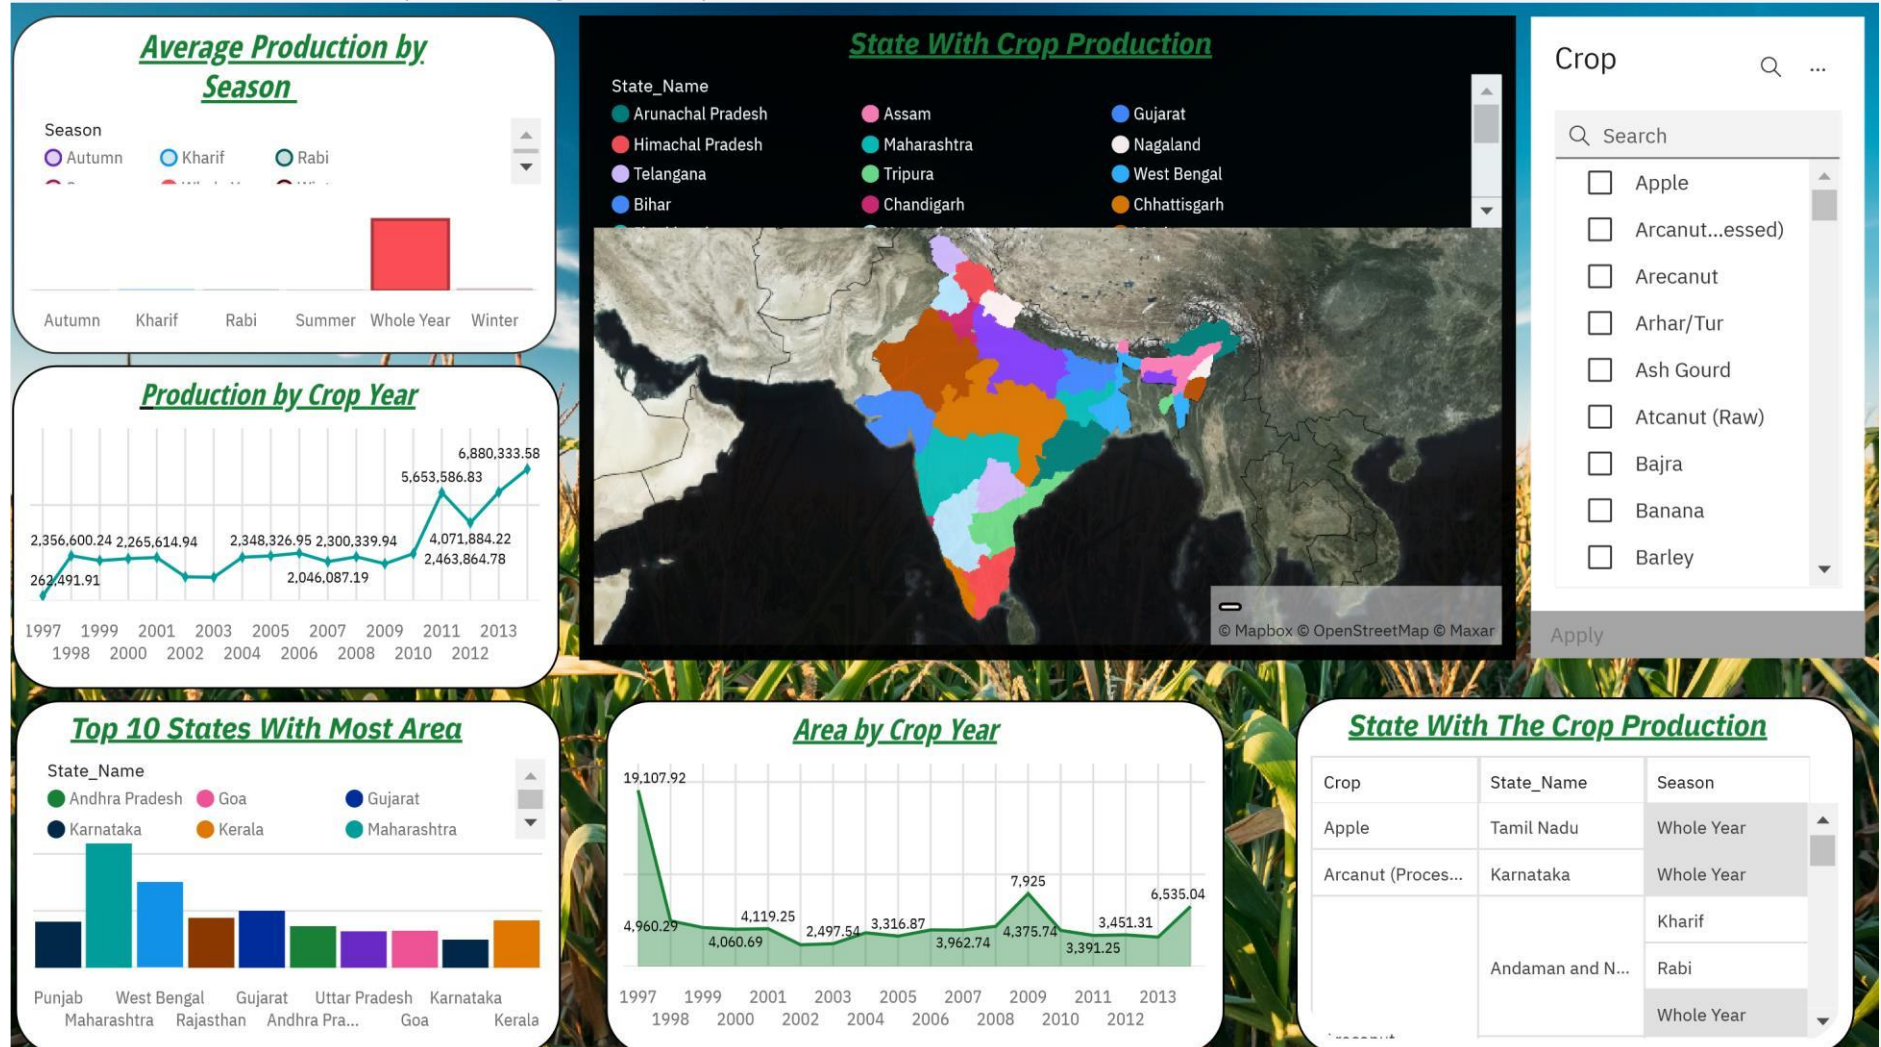 Average Production by
Season
Season
Autumn Kharif Rabi
Autumn Kharif Rabi Summer Whole Year Winter
Production by Crop Year
6,880,333.58
5,653,586.83
2,356,600.24 2,265,614.94 2,348,326.95 2,300,339.94 4,071,884.22
2,463,864.78
262,491.91 2,046,087.19
1997 1999 2001 2003 2005 2007 2009 2011 2013
1998 2000 2002 2004 2006 2008 2010 2012
Top 10 States With Most Area
State_Name
Andhra Pradesh Goa Gujarat
Karnataka Kerala Maharashtra
Punjab West Bengal Gujarat Uttar Pradesh Karnataka
Maharashtra Rajasthan Andhra Pra... Goa Kerala
State With Crop Production
State_Name
Arunachal Pradesh Assam Gujarat
Himachal Pradesh Maharashtra Nagaland
Telangana Tripura West Bengal
Bihar Chandigarh Chhattisgarh
© Mapbox © OpenStreetMap © Maxar
Area by Crop Year
19,107.92
7,925
6,535.04
4,960.29 4,119.25 2,497.54 3,316.87 4,375.74 3,451.31
4,060.69 3,962.74 3,391.25
1997 1999 2001 2003 2005 2007 2009 2011 2013
1998 2000 2002 2004 2006 2008 2010 2012
Crop ...
Search
Apple
Arcanut...essed)
Arecanut
Arhar/Tur
Ash Gourd
Atcanut (Raw)
Bajra
Banana
Barley
Apply
State With The Crop Production
Crop State_Name Season
Apple Tamil Nadu Whole Year
Arcanut (Proces... Karnataka Whole Year
Kharif
Andaman and N... Rabi
Whole Year